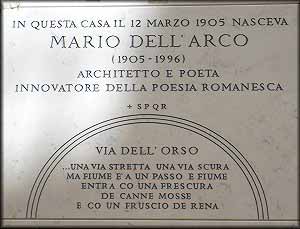 IN QUESTA CASA IL 12 MARZO 1905 NASCEVA
MARIO DELL'ARCO
(1905-1996)
ARCHITETTO E POETA
INNOVATORE DELLA POESIA ROMANESCA
+ SPQR
VIA DELL'ORSO
...UNA VIA STRETTA UNA VIA SCURA
MA FIUME E' A UN PASSO E FIUME
ENTRA CO UNA FRESCURA
DE CANNE MOSSE
E CO UN FRUSCIO DE RENA